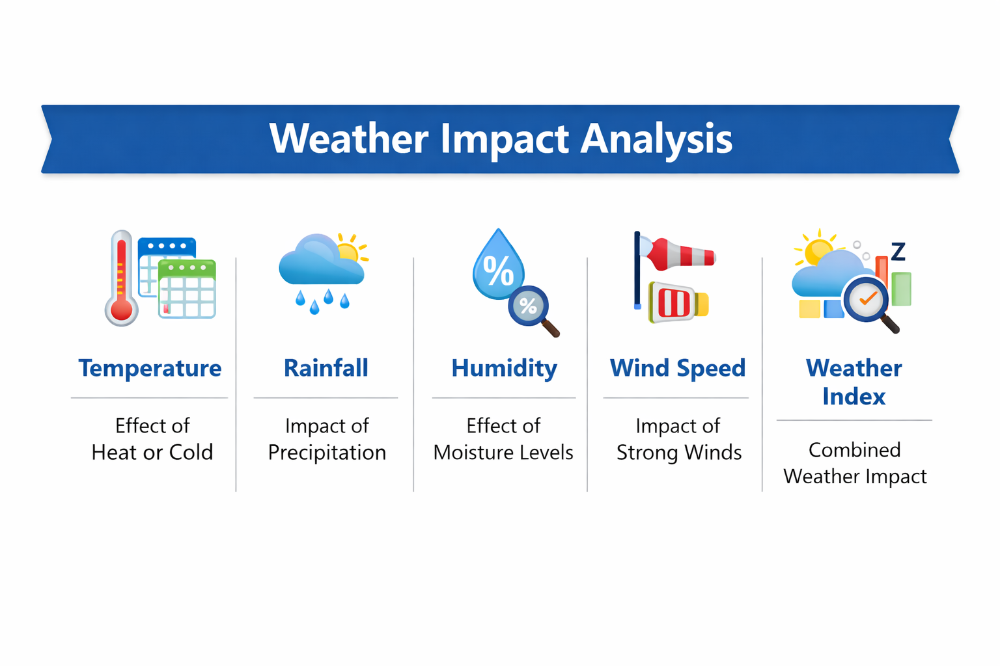 Weather Impact Analysis
%
%
Z
Temperature
Rainfall
Humidity
Wind Speed
Weather
Index
Effect of
Heat or Cold
Impact of
Precipitation
Effect of
Moisture Levels
Impact of
Strong Winds
Combined
Weather Impact